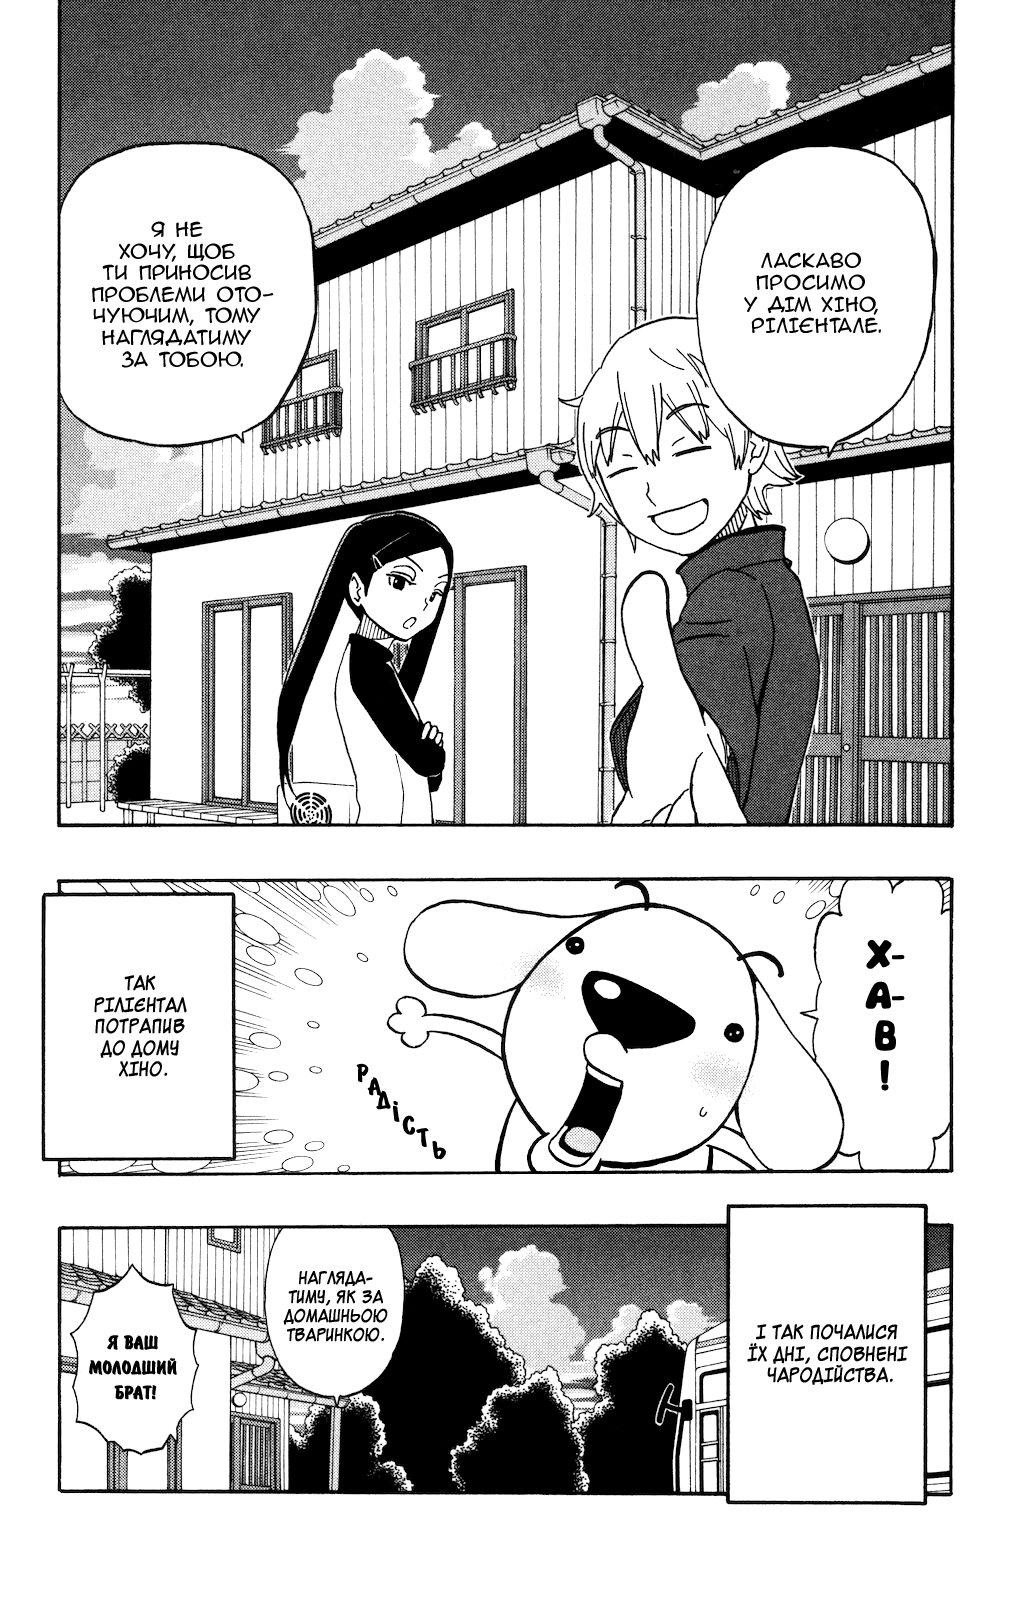 ЛАСКАВО
ПРОСИМО
У ДІМ ХІНО,
РІЛІЄНТАЛЕ.
Я НЕ
ХОЧУ, ЩОБ
ТИ ПРИНОСИВ
ПРОБЛЕМИ ОТО-
ЧУЮЧИМ, ТОМУ
НАГЛЯДАТИМУ
ЗА ТОБОЮ.
Х-
А-
В!
РАДІСТЬ
ТАК
РІЛІЄНТАЛ
ПОТРАПИВ
ДО ДОМУ
ХІНО.
І ТАК ПОЧАЛИСЯ
ЇХ ДНІ, СПОВНЕНІ
ЧАРОДІЙСТВА.
НАГЛЯДА-
ТИМУ, ЯК ЗА
ДОМАШНЬОЮ
ТВАРИНКОЮ.
Я ВАШ
МОЛОДШИЙ
БРАТ!